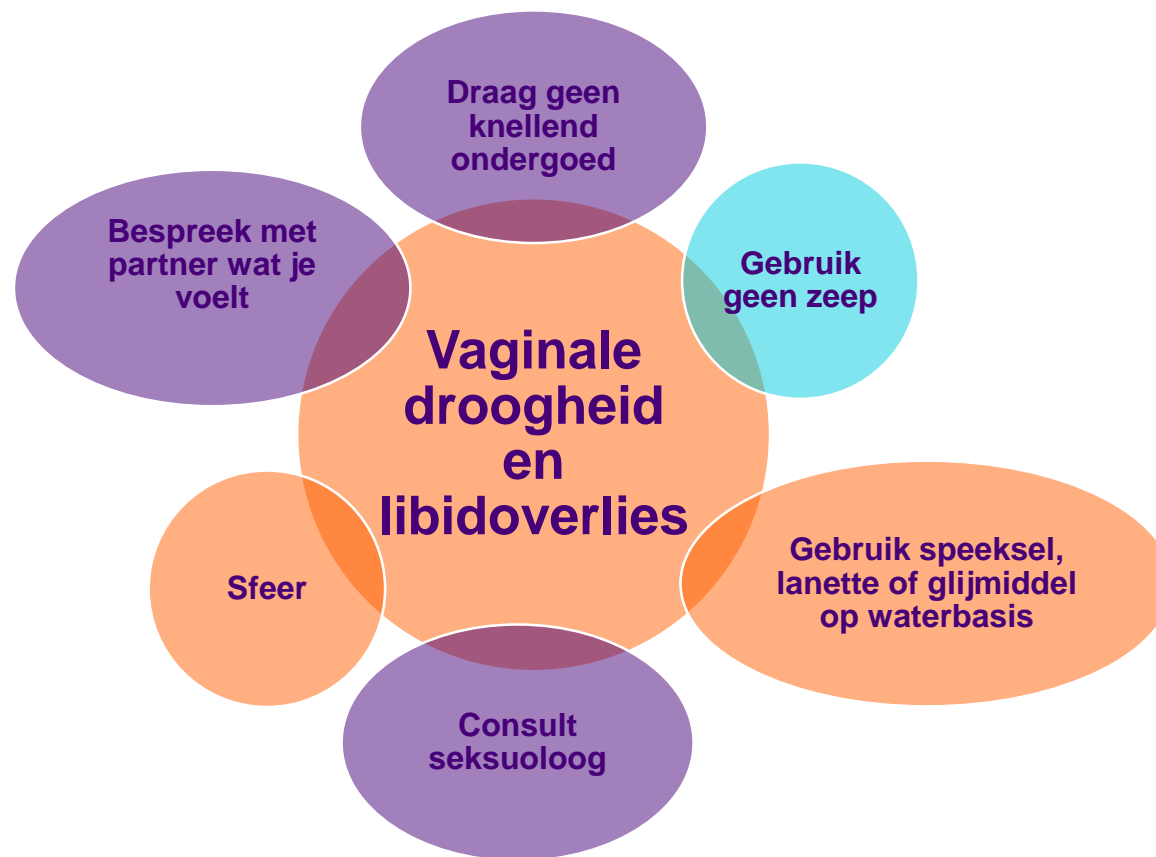 Draag geen
knellend
ondergoed
Bespreek met
partner wat je
voelt
Gebruik
geen zeep
Vaginale
droogheid
en
libidoverlies
Sfeer
Gebruik speeksel,
lanette of glijmiddel
op waterbasis
Consult
seksuoloog